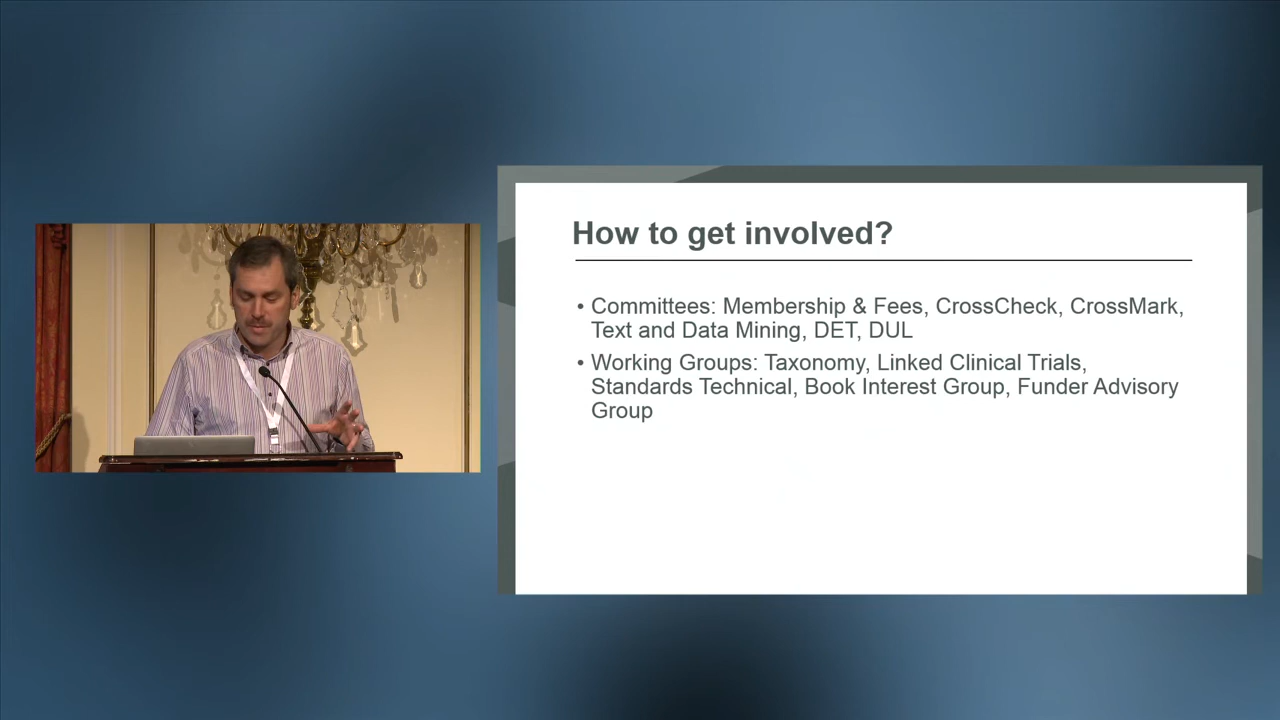 How to get involved?
• Committees: Membership & Fees, CrossCheck, CrossMark,
Text and Data Mining, DET, DUL
• Working Groups: Taxonomy, Linked Clinical Trials,
Standards Technical, Book Interest Group, Funder Advisory
Group